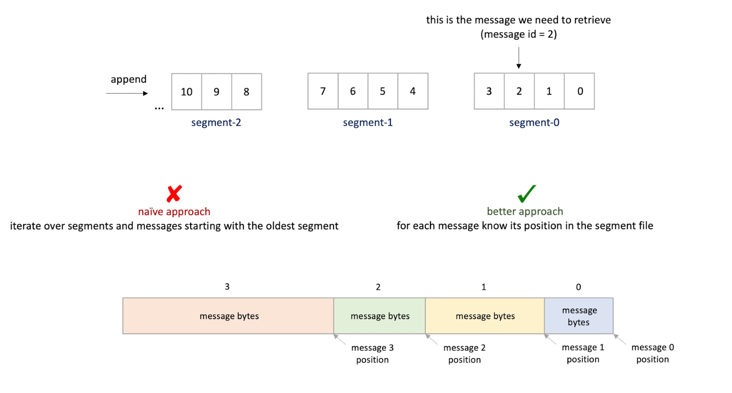 this is the message we need to retrieve
(message id = 2)
append
...
10 9 8
7 6 5 4
3 2 1 0
segment-2
segment-1
segment-0
naïve approach
iterate over segments and messages starting with the oldest segment
better approach
for each message know its position in the segment file
3 2 1 0
message bytes
message bytes
message bytes
message
bytes
message 3
position
message 2
position
message 1
position
message 0
position